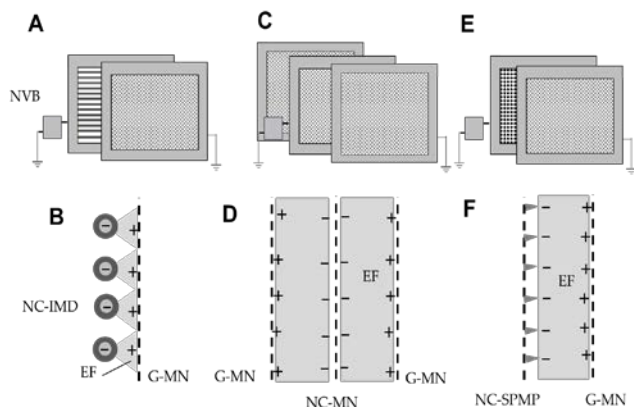 A
C
E
NVB
B
D
F
EF
EF
NC-IMD
EF
G-MN
G-MN
G-MN
NC-MN
NC-SPMP
G-MN